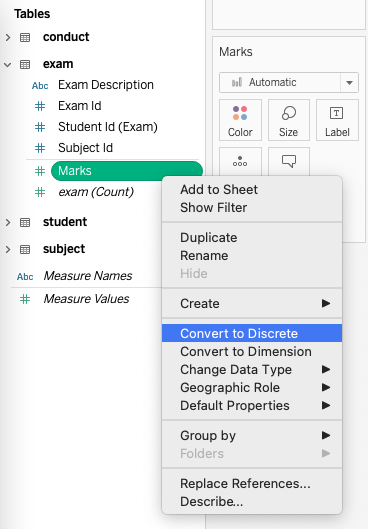 Tables
conduct
exam
Abc Exam Description
Exam Id
Student Id (Exam)
Subject Id
Marks
exam (Count)
student
subject
Abc Measure Names
Measure Values
Marks
Automatic
Color
Size
T
Label
Add to Sheet
Show Filter
Duplicate
Rename
Hide
Create
Convert to Discrete
Convert to Dimension
Change Data Type
Geographic Role
Default Properties
Group by
Folders
Replace References...
Describe...